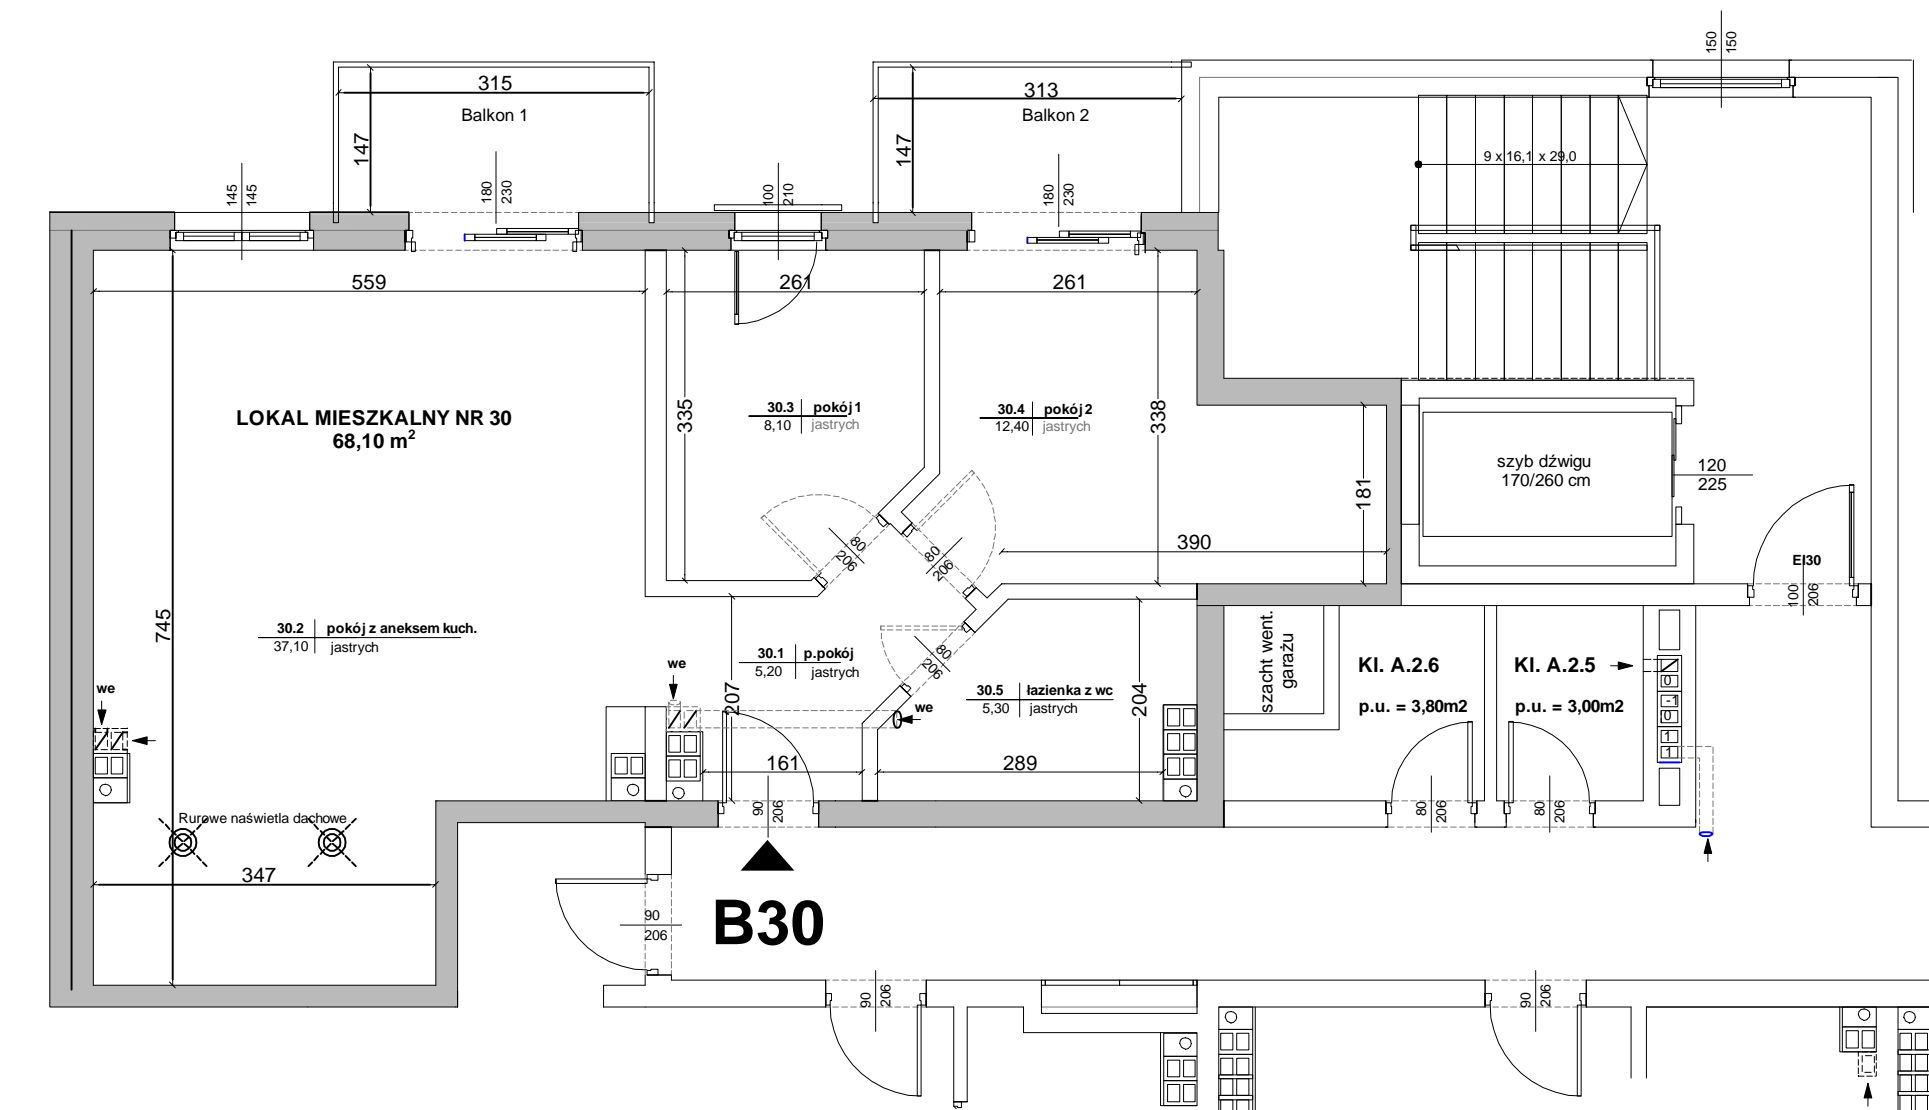 150
150
315
Balkon 1
147
313
Balkon 2
147
145
145
180
230
100
210
180
230
9 x 16,1 x 29,0
559
261
261
LOKAL MIESZKALNY NR 30
68,10 m²
335
30.3 pokój 1
8,10 jastrych
30.4 pokój 2
12,40 jastrych
338
181
szyb dźwigu
170/260 cm
120
225
390
80
206
80
206
EI30
100
206
745
30.2 pokój z aneksem kuch.
37,10 jastrych
30.1 p.pokój
5,20 jastrych
80
206
we
we
we
207
30.5 łazienka z wc
5,30 jastrych
204
szacht went.
garażu
Kl. A.2.6
p.u. = 3,80m2
Kl. A.2.5
p.u. = 3,00m2
0
-1
0
1
1
161
289
90
206
80
206
80
206
Rurowe naświetla dachowe
347
90
206
B30
90
206
90
206